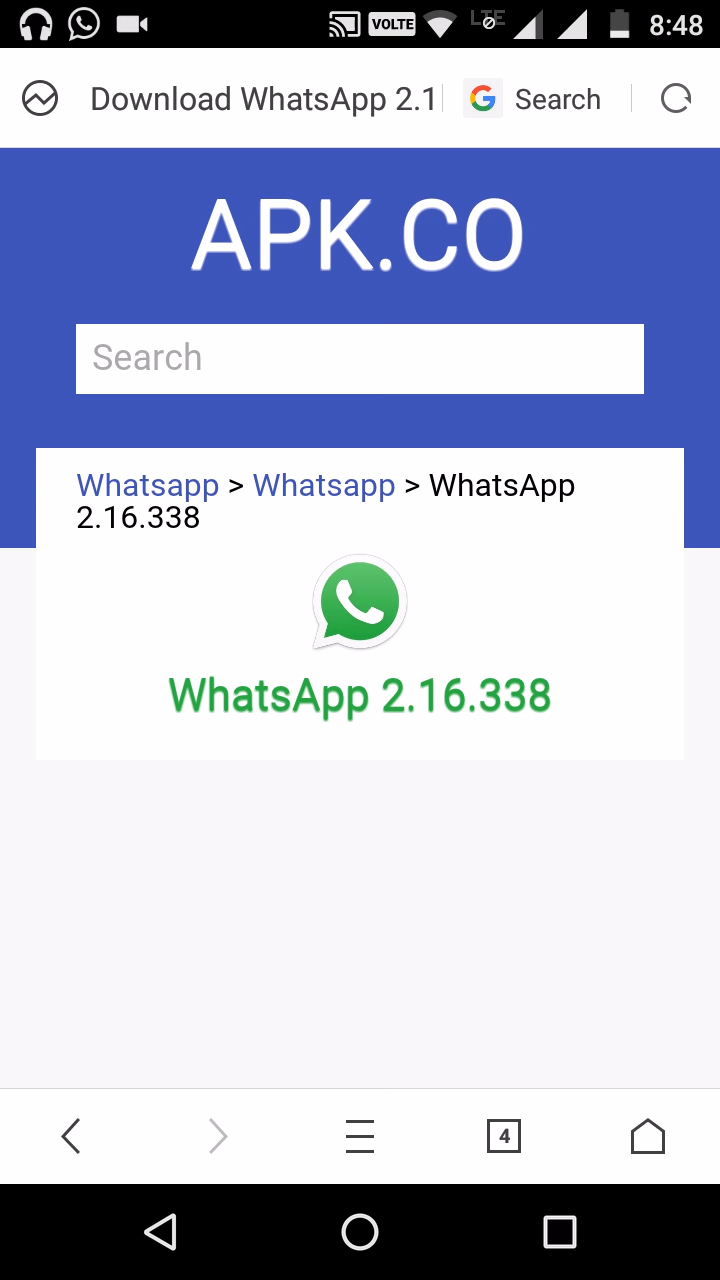 VOLTE LTE 8:48
Download WhatsApp 2.1 G Search
APK.CO
Search
Whatsapp > Whatsapp > WhatsApp
2.16.338
WhatsApp 2.16.338
4